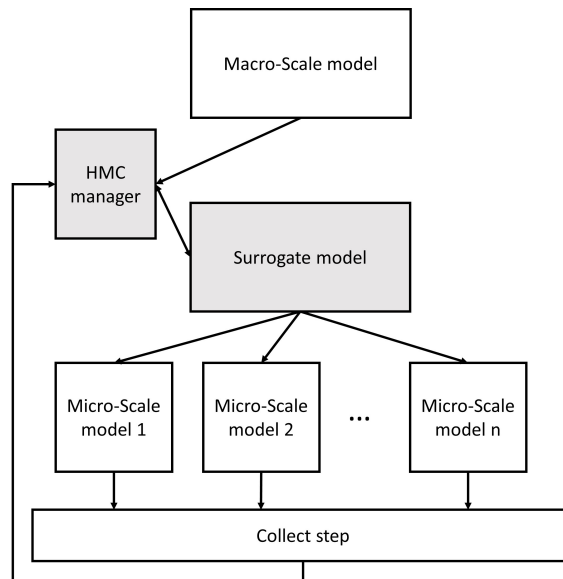 Macro-Scale model
HMC
manager
Surrogate model
Micro-Scale
model 1
Micro-Scale
model 2
...
Micro-Scale
model n
Collect step